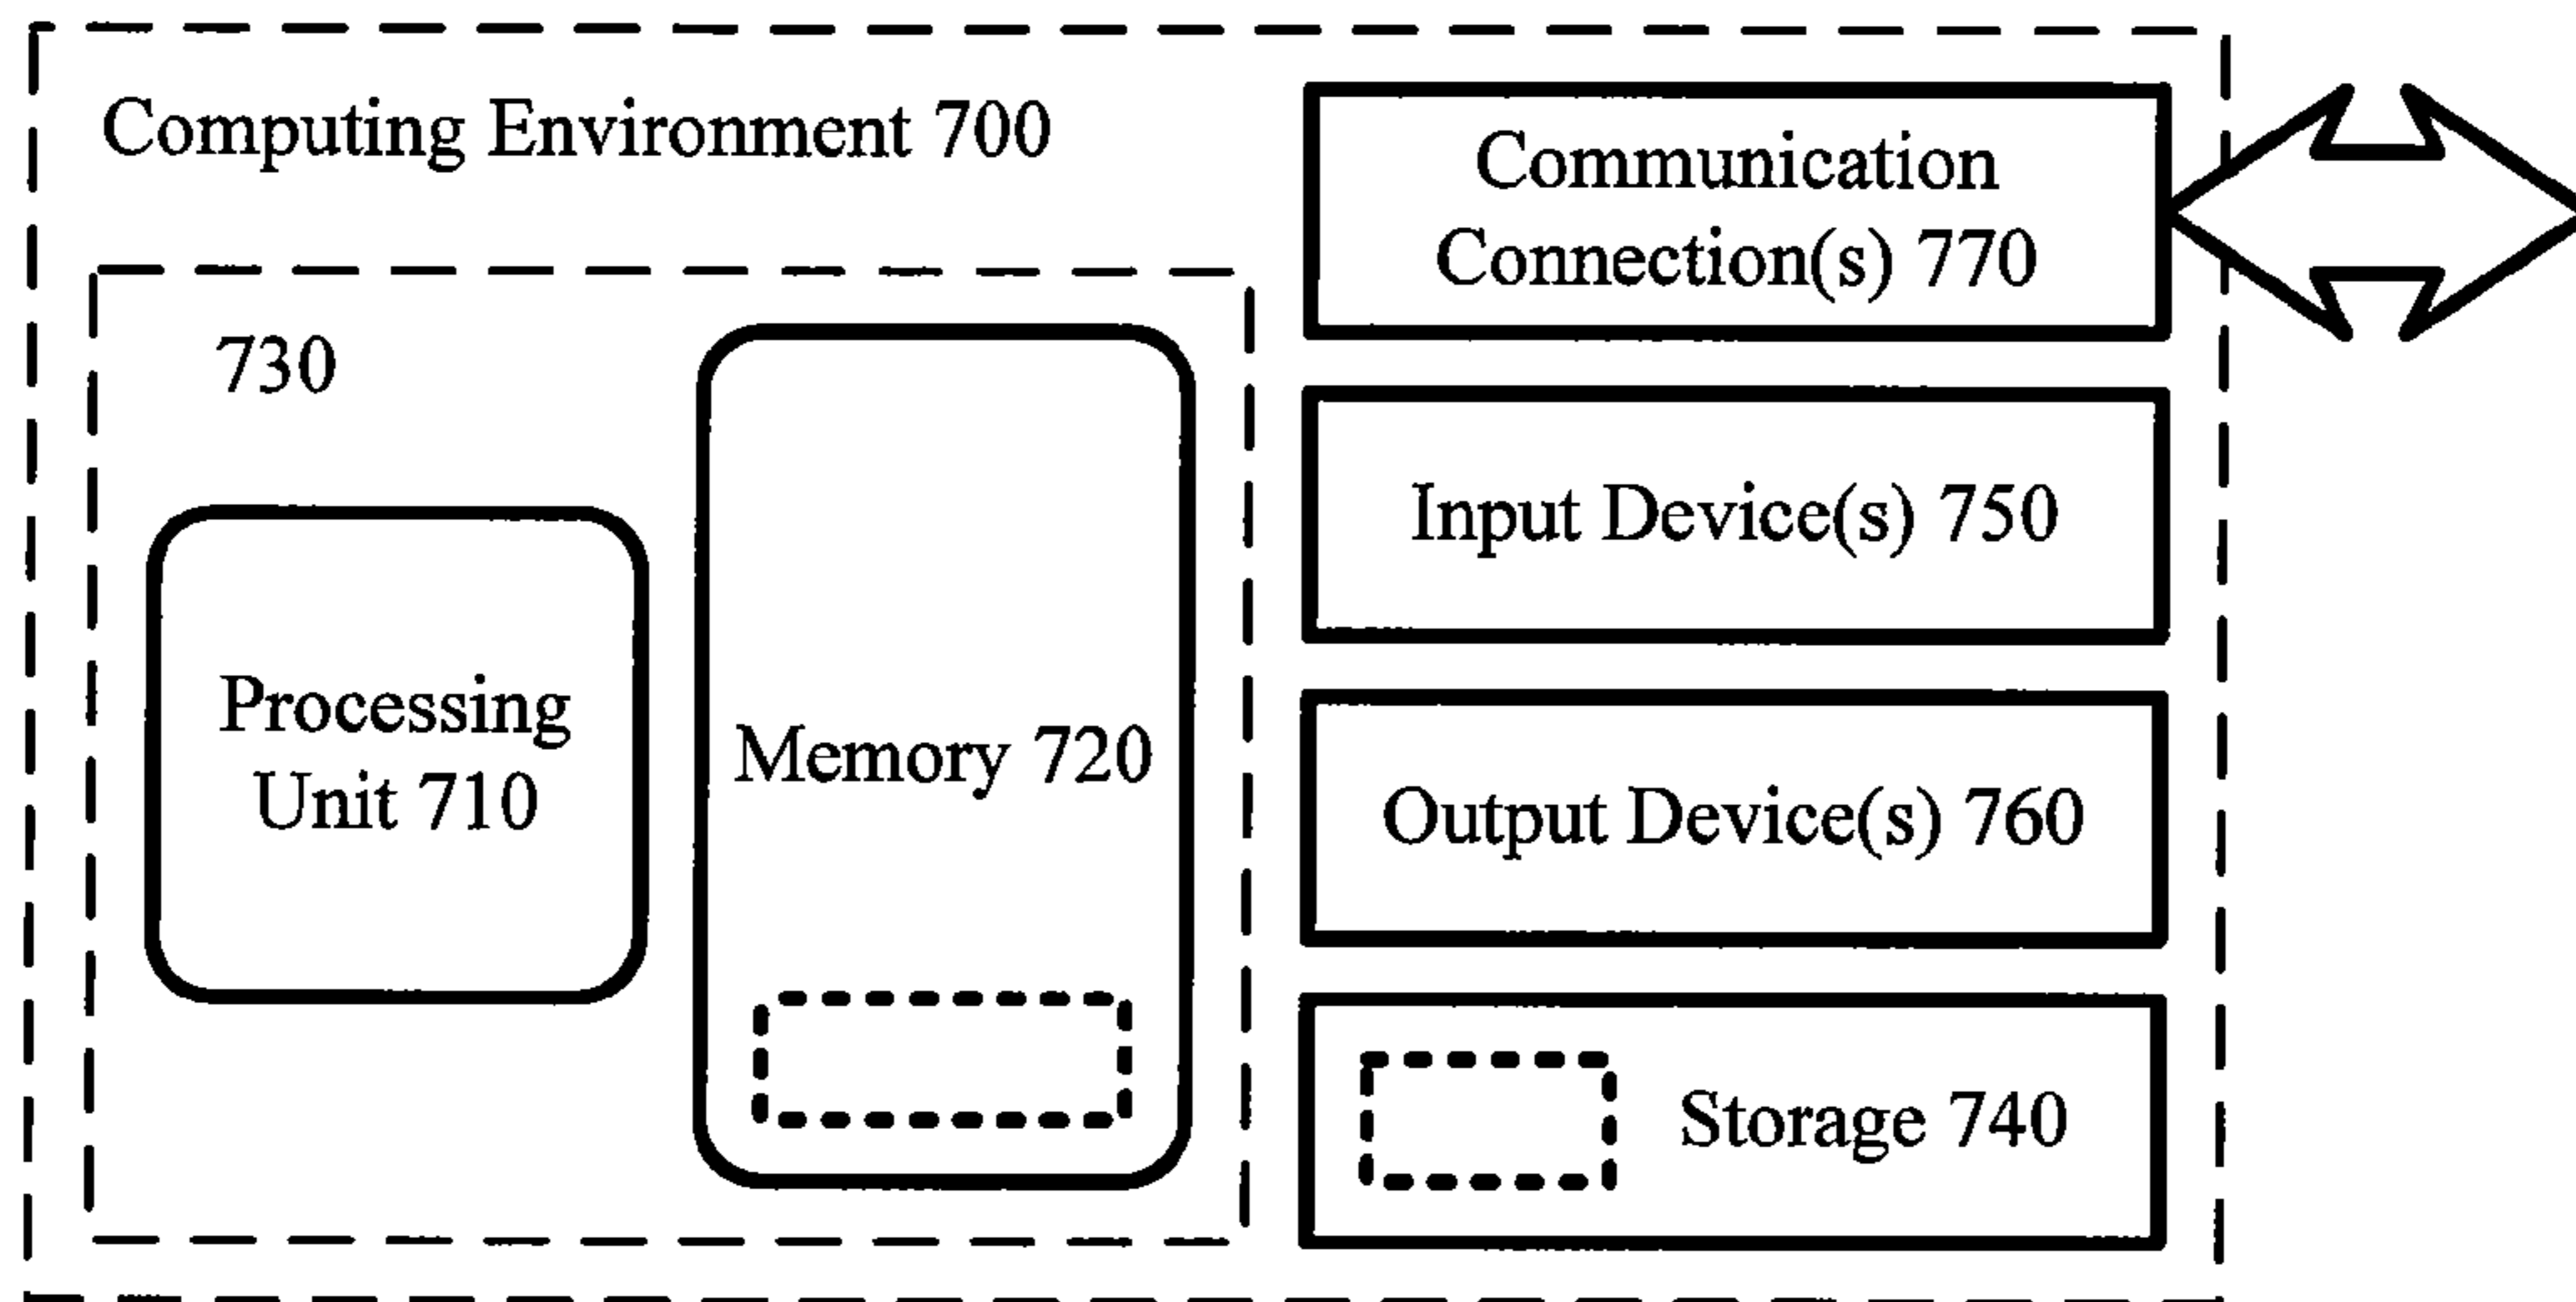 Computing Environment 700
Communication
Connection(s) 770
730
Input Device(s) 750
Processing
Unit 710
Memory 720
Output Device(s) 760
Storage 740